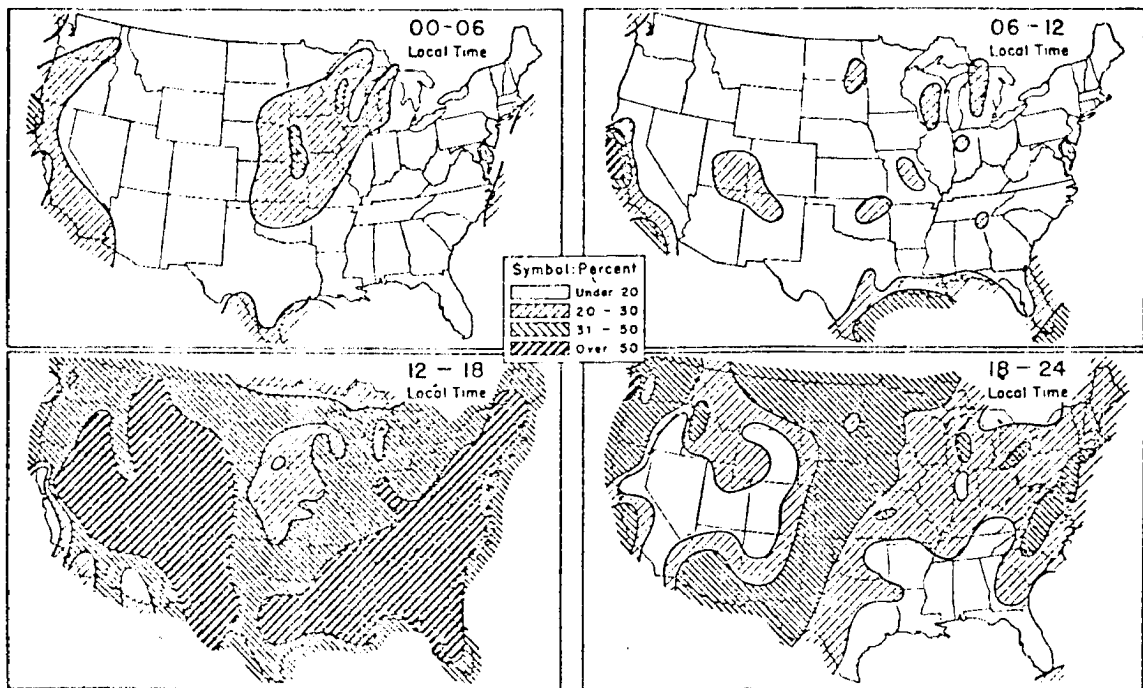 00-06
Local Time
06-12
Local Time
Symbol: Percent
Under 20
20 - 30
31 - 50
Over 50
12 - 18
Local Time
18 - 24
Local Time